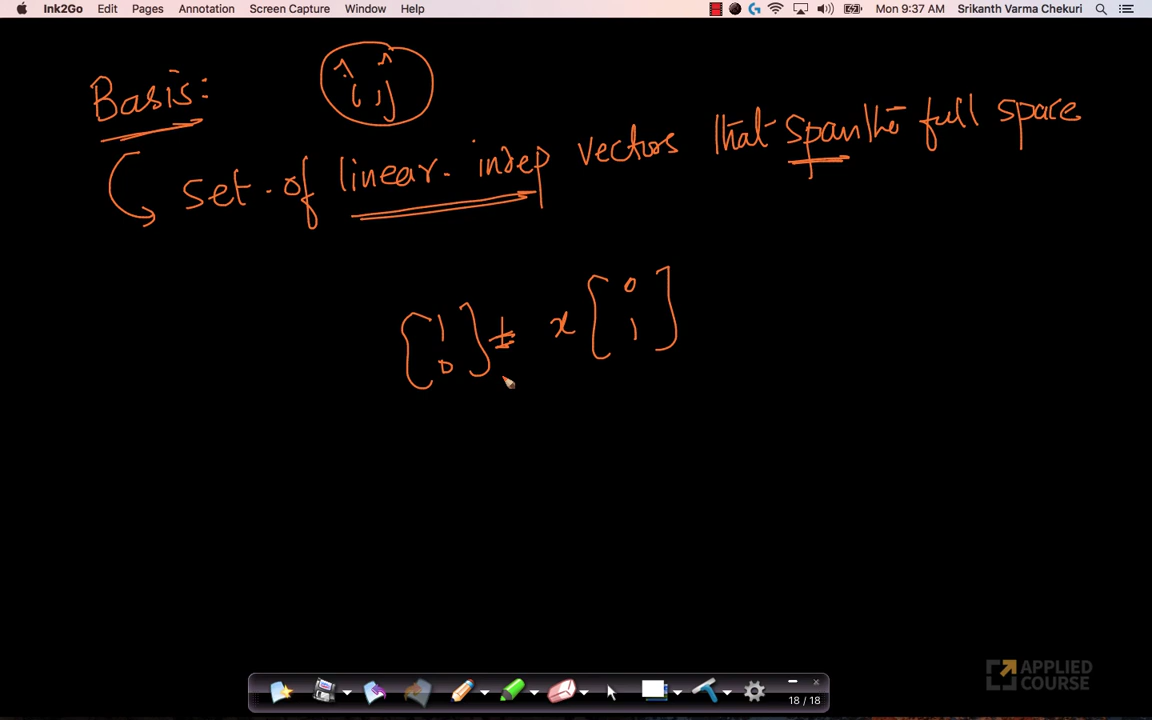 Ink2Go Edit Pages Annotation Screen Capture Window Help Mon 9:37 AM Srikanth Varma Chekuri
Basis: î ĵ
set of linear. indep vectors that span the full space
[1 0] ≠ x [0 1]
18 / 18
APPLIED COURSE